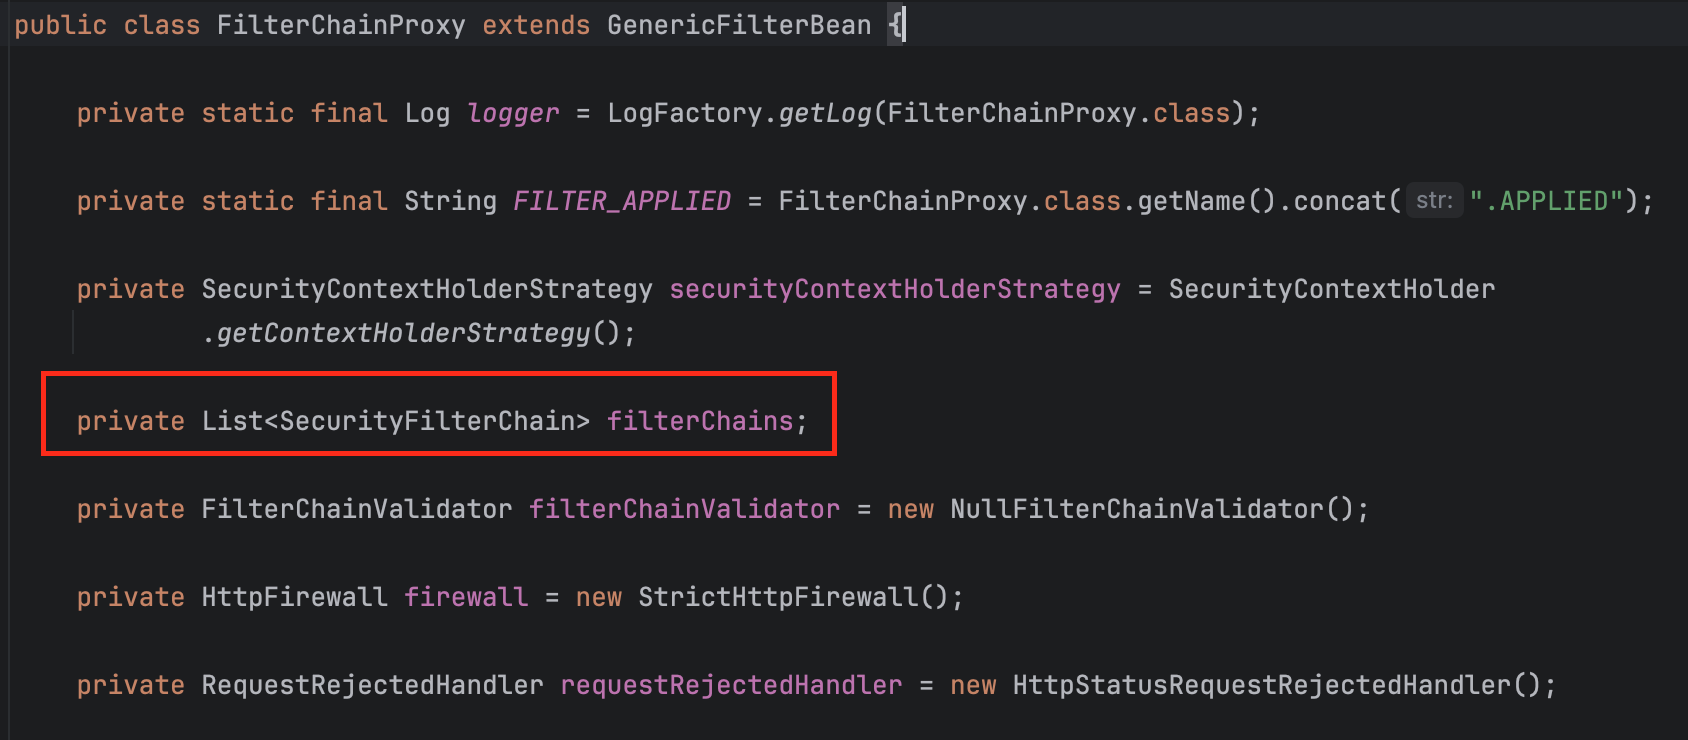 public class FilterChainProxy extends GenericFilterBean {
private static final Log logger = LogFactory.getLog(FilterChainProxy.class);
private static final String FILTER_APPLIED = FilterChainProxy.class.getName().concat( str: ".APPLIED");
private SecurityContextHolderStrategy securityContextHolderStrategy = SecurityContextHolder
.getContextHolderStrategy();
private List<SecurityFilterChain> filterChains;
private FilterChainValidator filterChainValidator = new NullFilterChainValidator();
private HttpFirewall firewall = new StrictHttpFirewall();
private RequestRejectedHandler requestRejectedHandler = new HttpStatusRequestRejectedHandler();